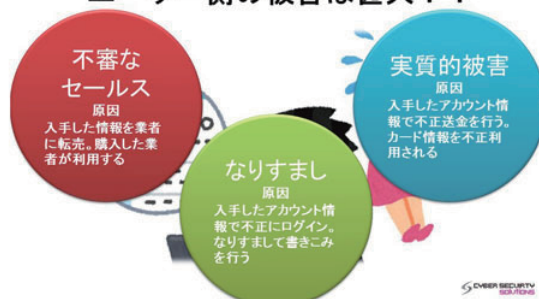 不審な
セールス
原因
入手した情報を業者
に転売。購入した業
者が利用する
なりすまし
原因
入手したアカウント情
報で不正にログイン。
なりすまして書きこみ
を行う
実質的被害
原因
入手したアカウント情
報で不正送金を行う。
カード情報を不正利
用される
CYBER SECURITY
SOLUTIONS